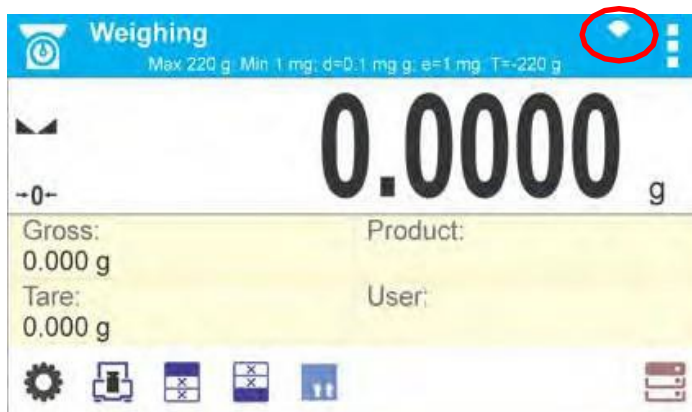 Weighing
Max 220 g; Min 1 mg; d=0.1 mg g; e=1 mg T=-220 g
0.0000 g
→0←
Gross: Product:
0.000 g
Tare: User:
0.000 g